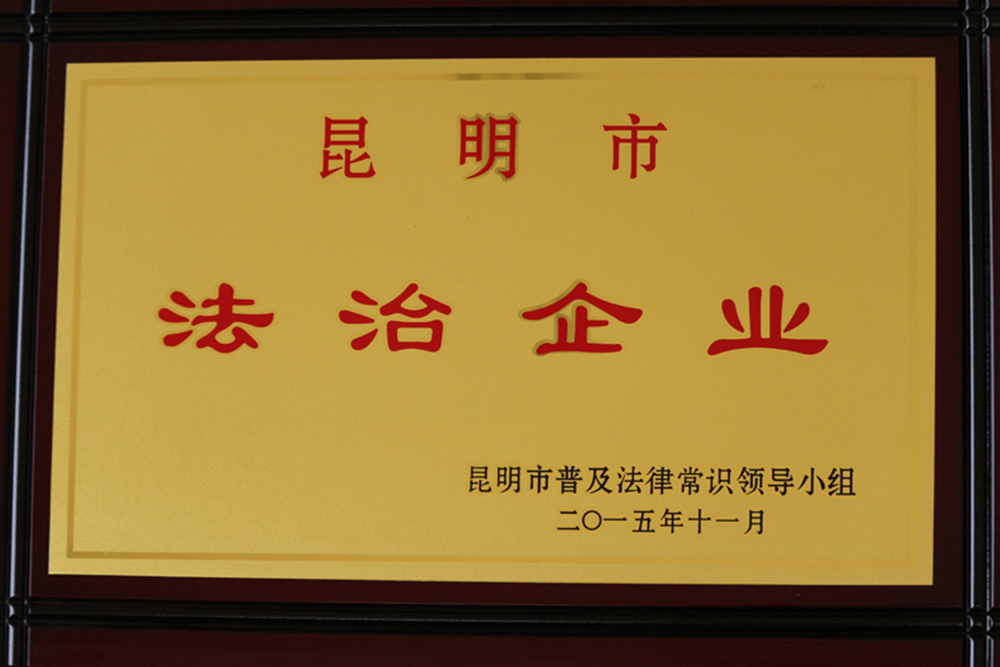 昆明市
法治企业
昆明市普及法律常识领导小组
二〇一五年十一月